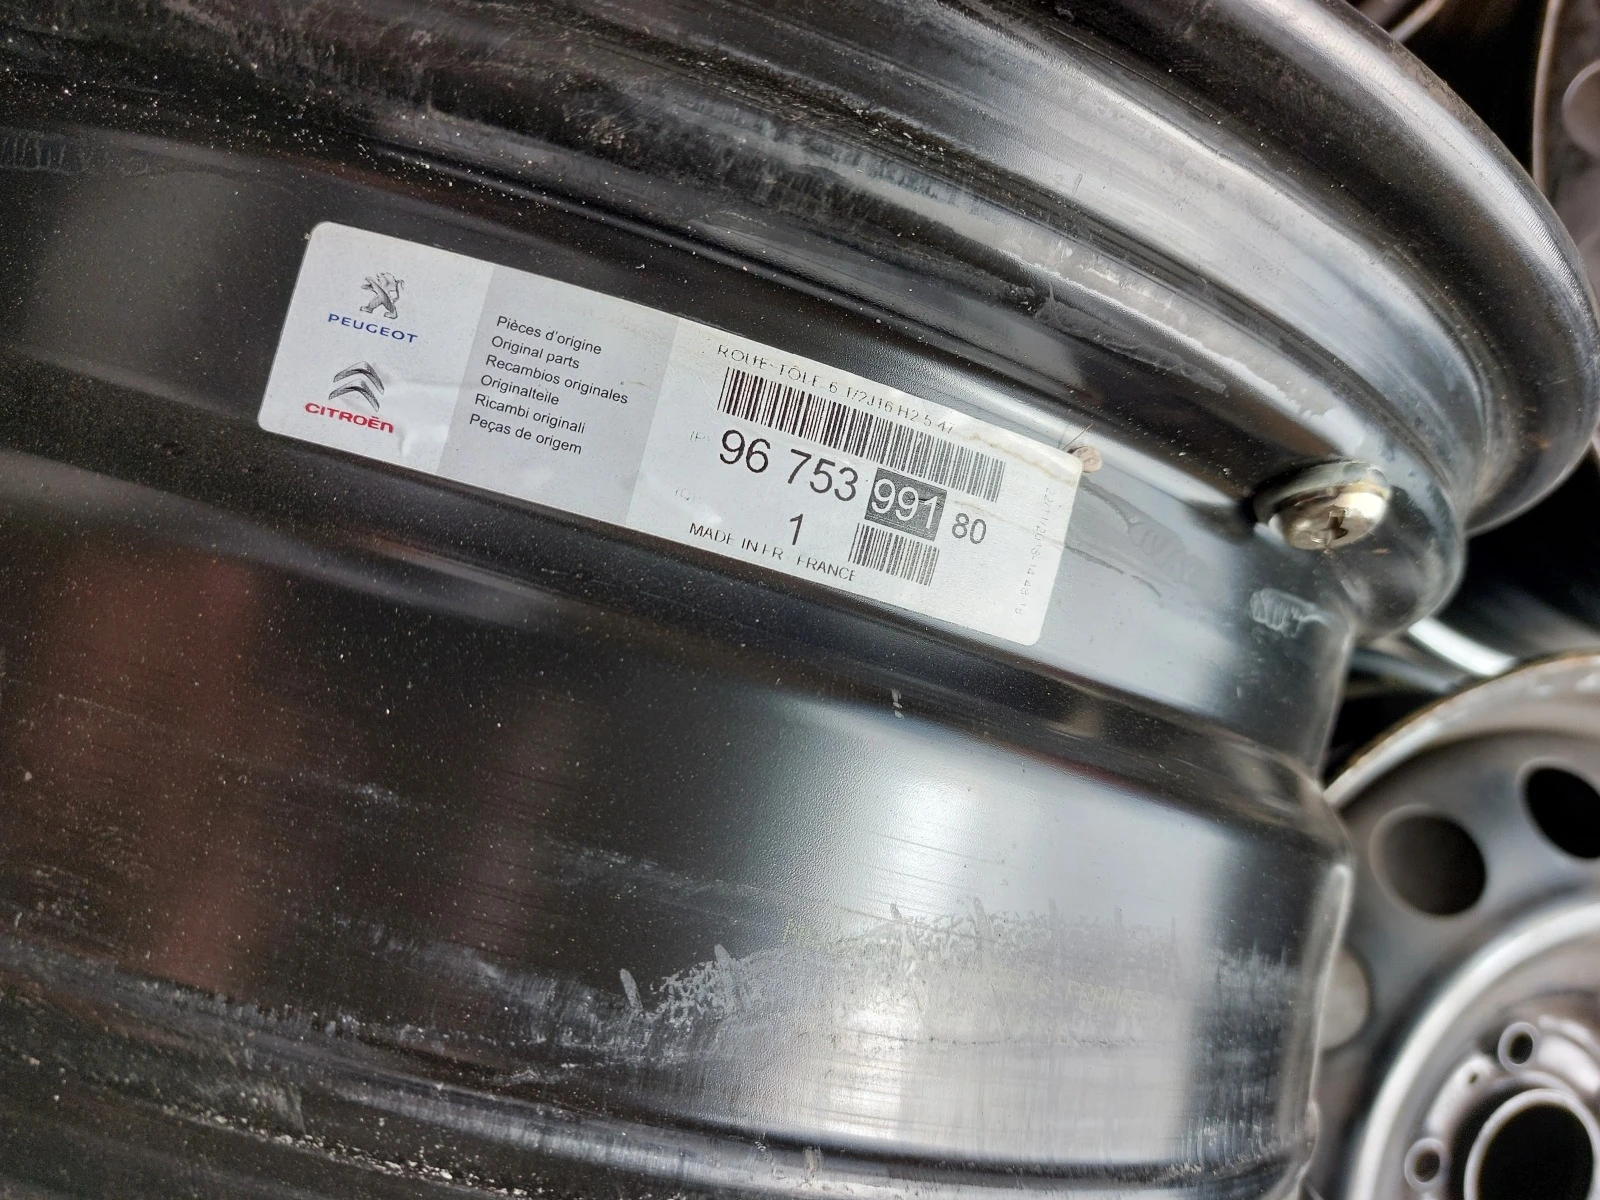 PEUGEOT
CITROËN
Pièces d'origine
Original parts
Recambios originales
Originalteile
Ricambi originali
Peças de origem
ROUE-TOLE 6 1/2J16 H2 5 47
96 753 991 80
1
MADE IN FR FRANCE